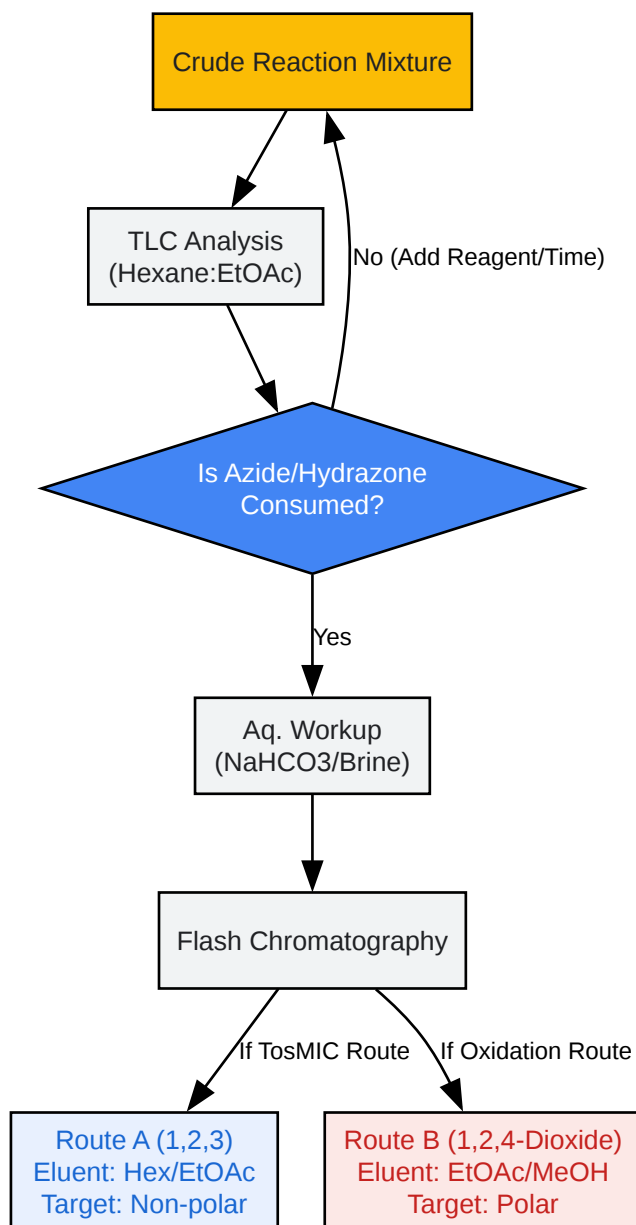 Crude Reaction Mixture
TLC Analysis
(Hexane:EtOAc)
No (Add Reagent/Time)
Is Azide/Hydrazone
Consumed?
Yes
Aq. Workup
(NaHCO3/Brine)
Flash Chromatography
If TosMIC Route
If Oxidation Route
Route A (1,2,3)
Eluent: Hex/EtOAc
Target: Non-polar
Route B (1,2,4-Dioxide)
Eluent: EtOAc/MeOH
Target: Polar